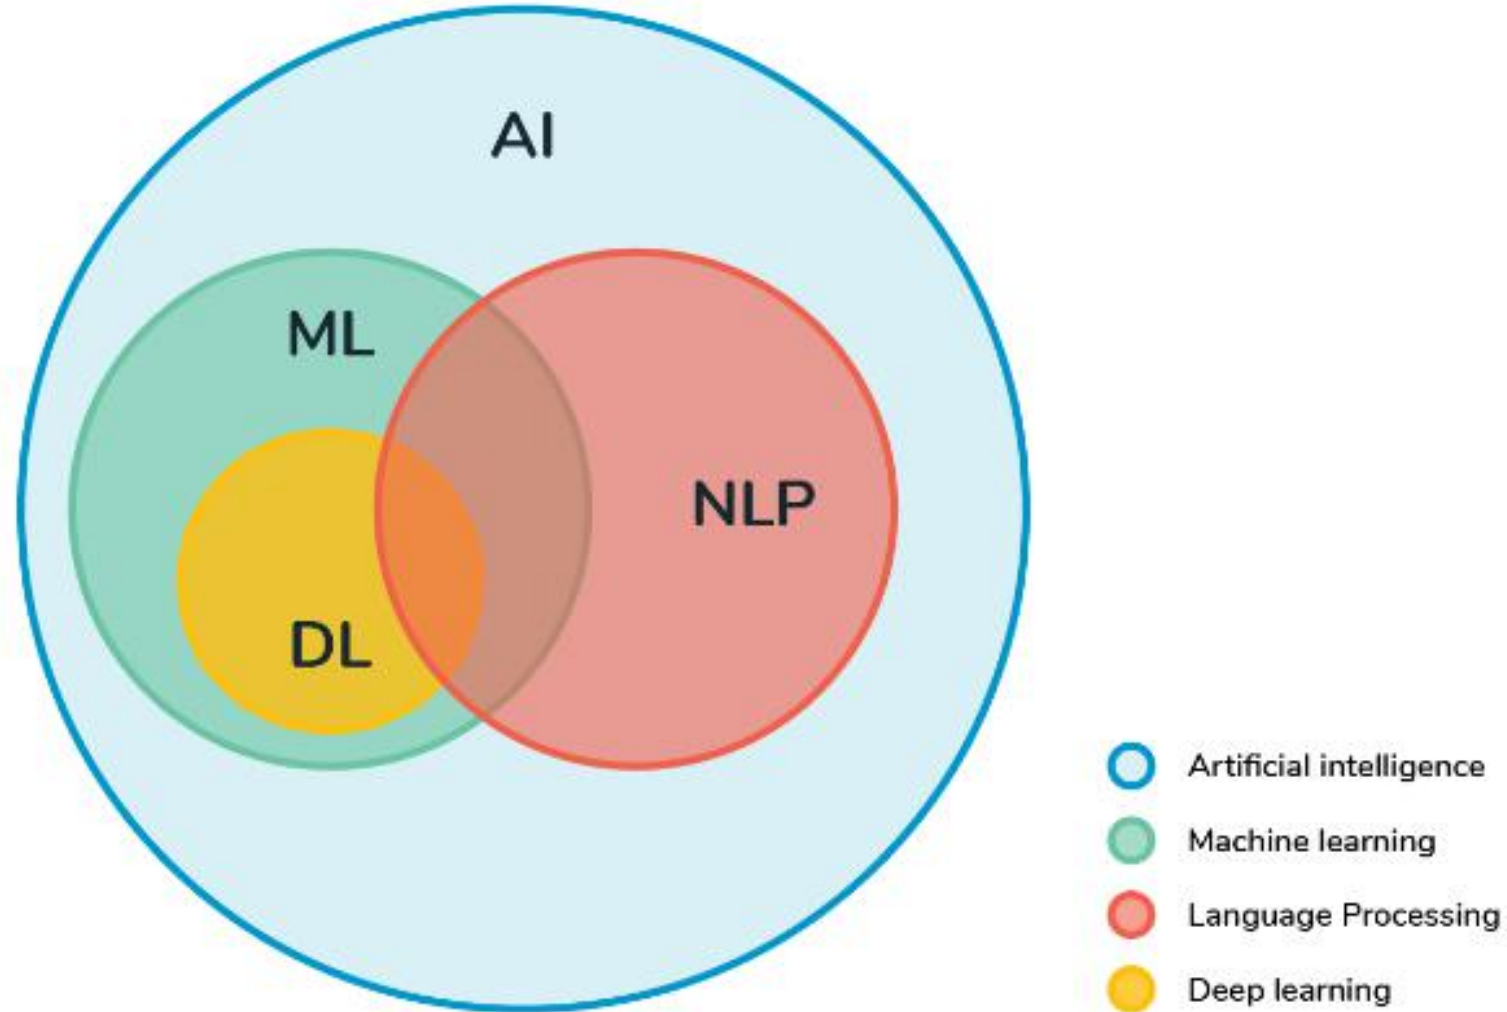 AI
ML
NLP
DL
Artificial intelligence
Machine learning
Language Processing
Deep learning